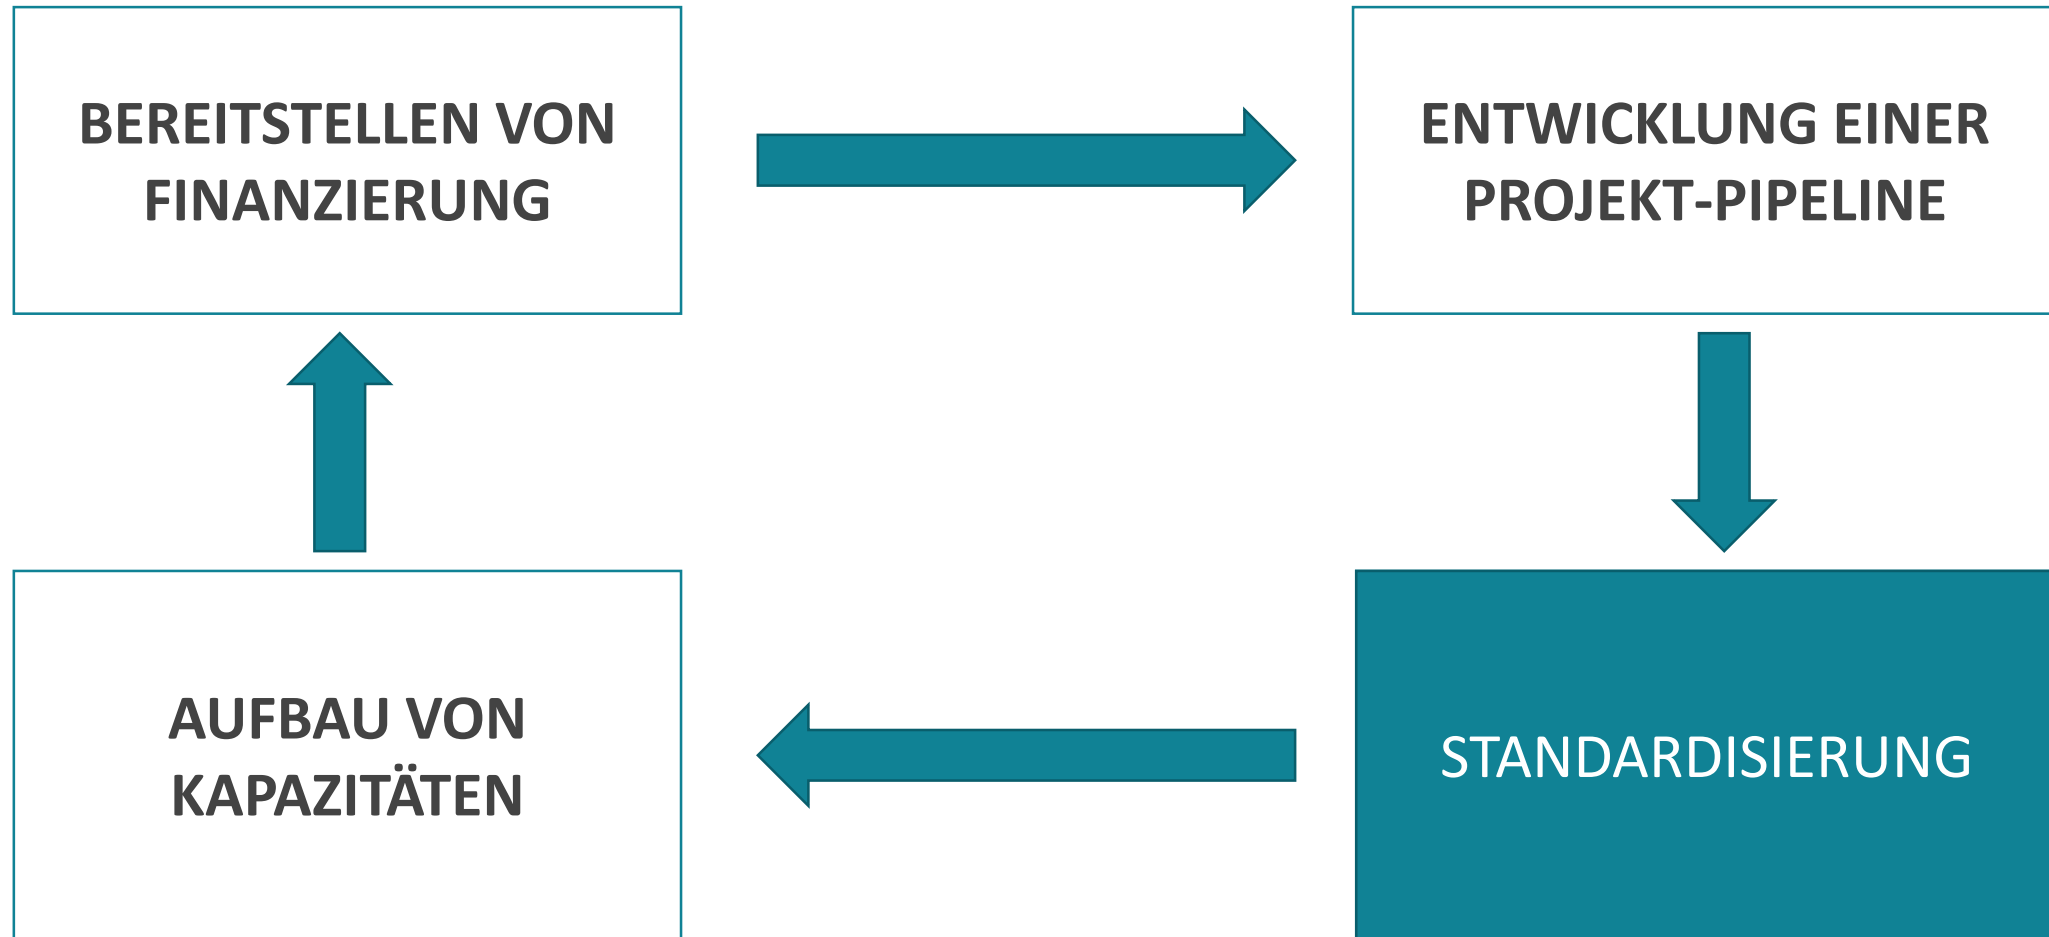 BEREITSTELLEN VON
FINANZIERUNG
ENTWICKLUNG EINER
PROJEKT-PIPELINE
AUFBAU VON
KAPAZITÄTEN
STANDARDISIERUNG